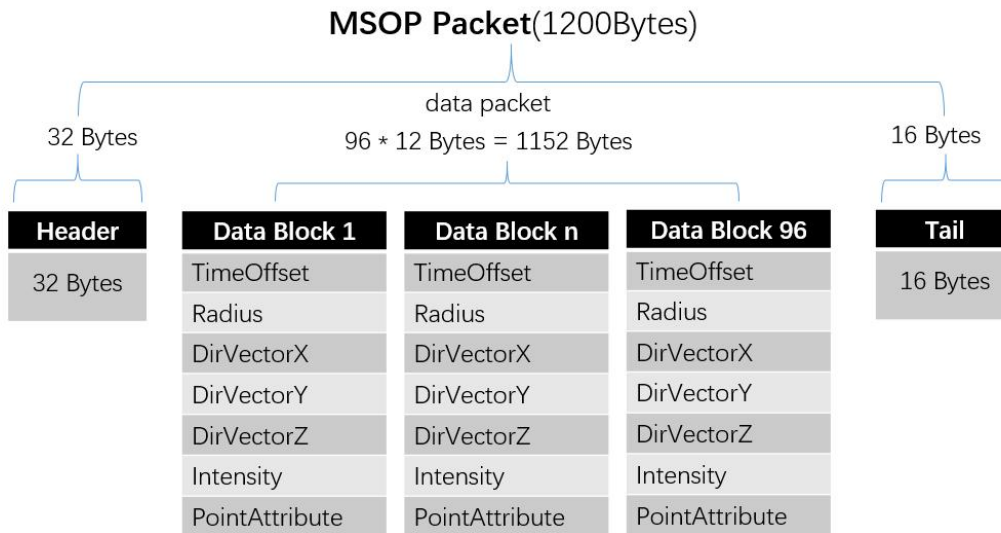 MSOP Packet(1200Bytes)
data packet
32 Bytes
96 * 12 Bytes = 1152 Bytes
16 Bytes
Header
32 Bytes
Data Block 1
TimeOffset
Radius
DirVectorX
DirVectorY
DirVectorZ
Intensity
PointAttribute
Data Block n
TimeOffset
Radius
DirVectorX
DirVectorY
DirVectorZ
Intensity
PointAttribute
Data Block 96
TimeOffset
Radius
DirVectorX
DirVectorY
DirVectorZ
Intensity
PointAttribute
Tail
16 Bytes